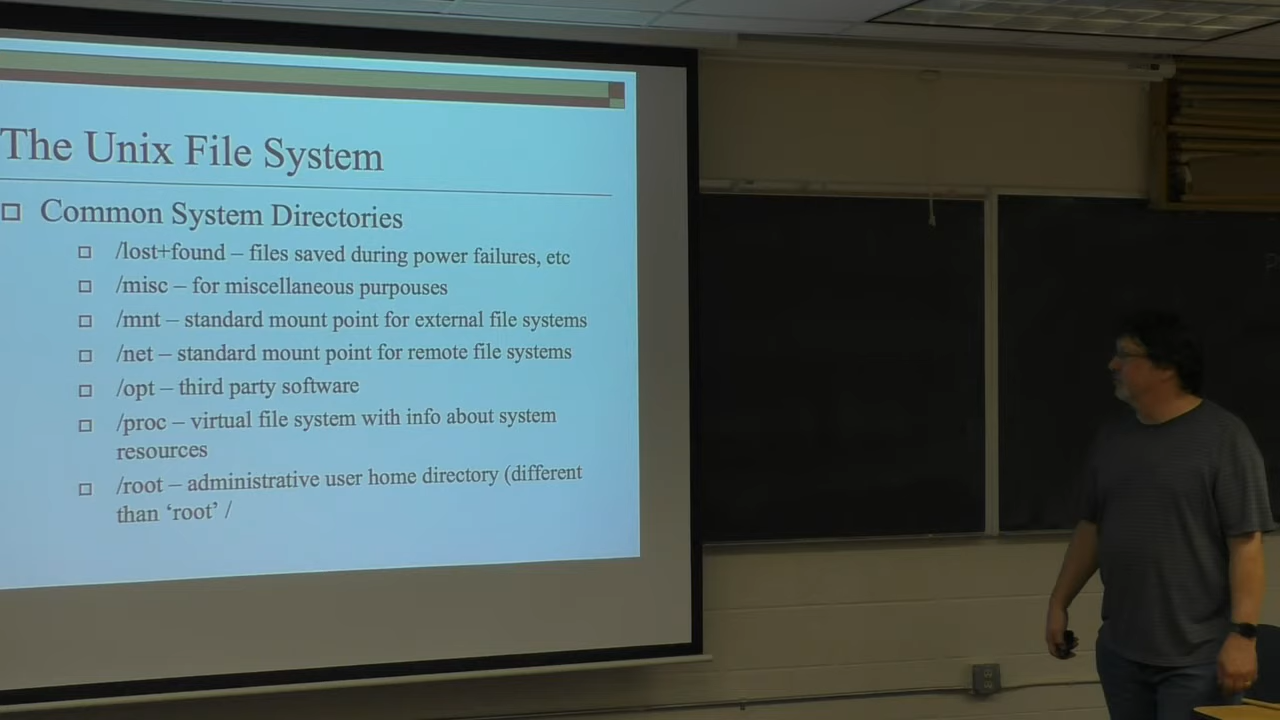 The Unix File System
Common System Directories
/lost+found – files saved during power failures, etc
/misc – for miscellaneous purpouses
/mnt – standard mount point for external file systems
/net – standard mount point for remote file systems
/opt – third party software
/proc – virtual file system with info about system
resources
/root – administrative user home directory (different
than ‘root’ /